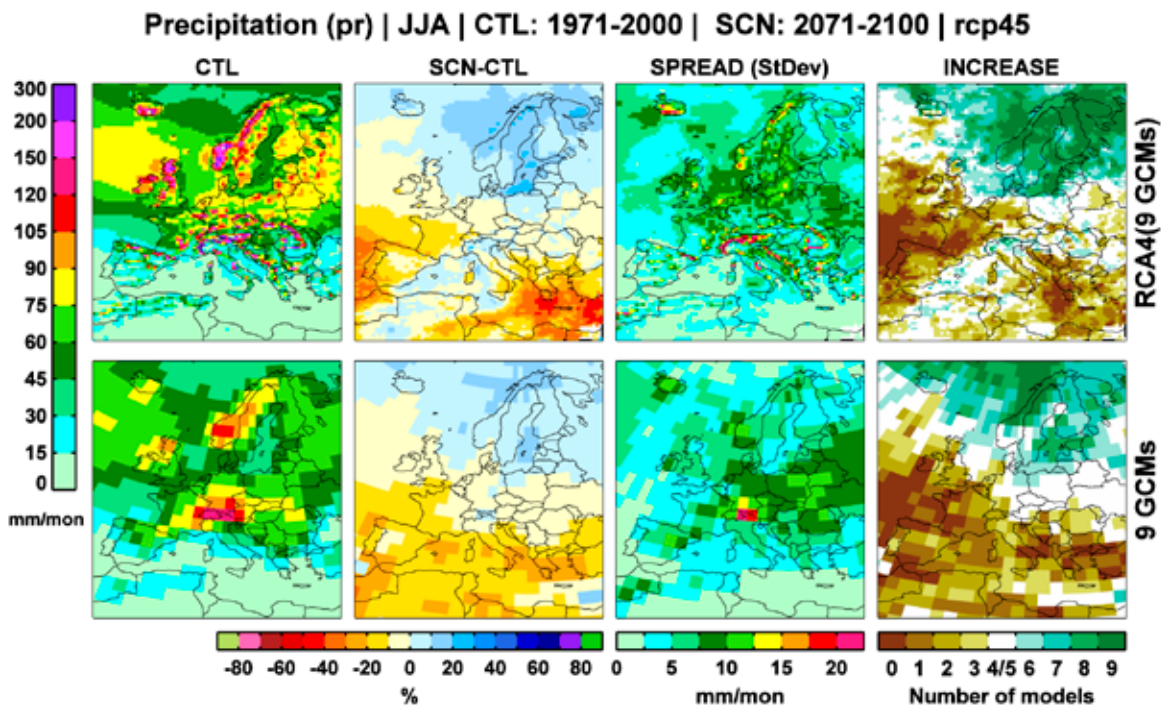 Precipitation (pr) | JJA | CTL: 1971-2000 | SCN: 2071-2100 | rcp45
CTL
SCN-CTL
SPREAD (StDev)
INCREASE
300
200
150
120
105
90
75
60
45
30
15
0
mm/mon
RCA4(9 GCMs)
9 GCMs
-80 -60 -40 -20 0 20 40 60 80
%
0 5 10 15 20
mm/mon
0 1 2 3 4/5 6 7 8 9
Number of models